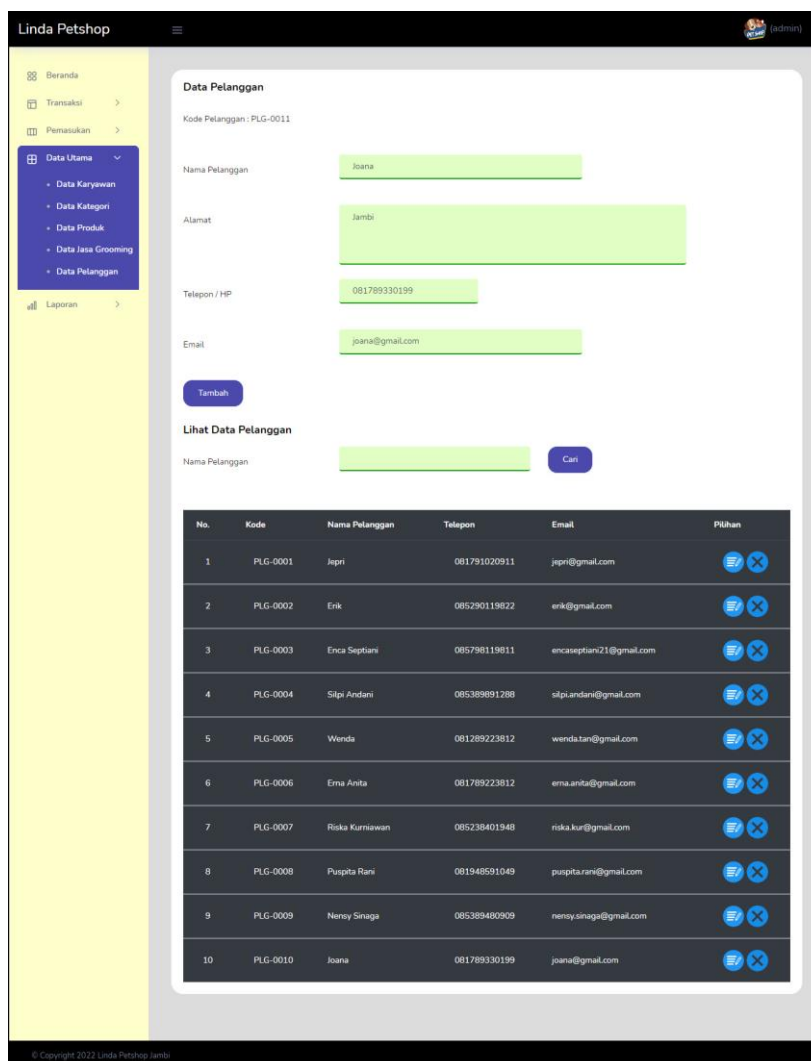 Linda Petshop
(admin)
Beranda
Transaksi
Pemasukan
Data Utama
Data Karyawan
Data Kategori
Data Produk
Data Jasa Grooming
Data Pelanggan
Laporan
Data Pelanggan
Kode Pelanggan : PLG-0011
Nama Pelanggan Joana
Alamat Jambi
Telepon / HP 081789330199
Email joana@gmail.com
Tambah
Lihat Data Pelanggan
Nama Pelanggan Cari
No. Kode Nama Pelanggan Telepon Email Pilihan
1 PLG-0001 Jepri 081791020911 jepri@gmail.com
2 PLG-0002 Erik 085290119822 erik@gmail.com
3 PLG-0003 Enca Septiani 085798119811 encaseptiani21@gmail.com
4 PLG-0004 Silpi Andani 085389891288 silpi.andani@gmail.com
5 PLG-0005 Wenda 081289223812 wenda.tan@gmail.com
6 PLG-0006 Erna Anita 081789223812 erna.anita@gmail.com
7 PLG-0007 Riska Kurniawan 085238401948 riska.kur@gmail.com
8 PLG-0008 Puspita Rani 081948591049 puspita.rani@gmail.com
9 PLG-0009 Nensy Sinaga 085389480909 nensy.sinaga@gmail.com
10 PLG-0010 Joana 081789330199 joana@gmail.com
© Copyright 2022 Linda Petshop Jambi